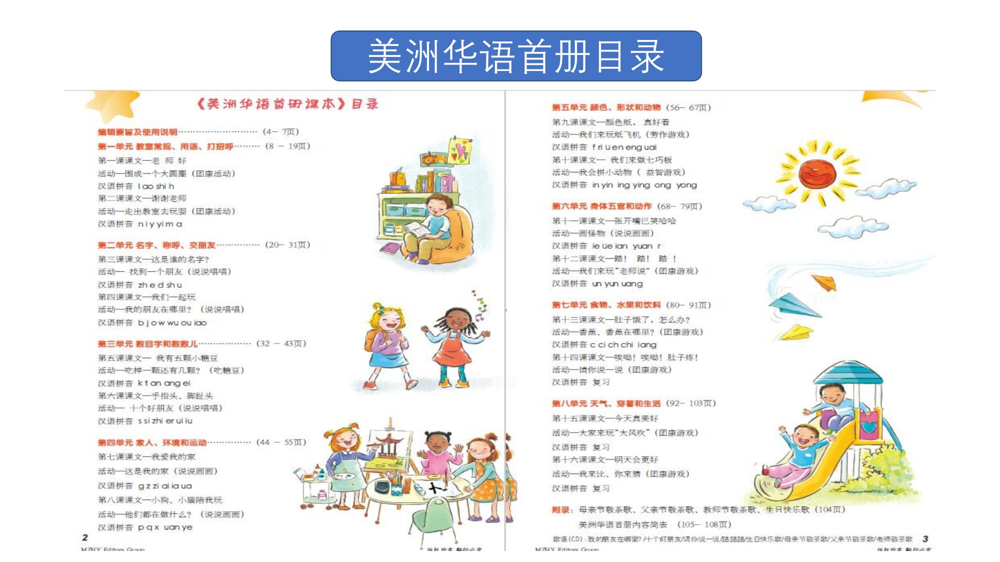 美洲华语首册目录
《美洲华语首册课本》目录
编辑要旨及使用说明 (4— 7页)
第一单元 教室常规、用语、打招呼 (8 — 19页)
第一课课文—老 师 好
活动—围成一个大圆圈 (团康活动)
汉语拼音 l ao shi h
第二课课文—谢谢老师
活动—走出教室去玩耍 (团康活动)
汉语拼音 n i y yi m a
第二单元 名字、称呼、交朋友 (20— 31页)
第三课课文—这是谁的名字?
活动— 找到一个朋友 (说说唱唱)
汉语拼音 zh e d sh u
第四课课文—我们一起玩
活动—我的朋友在哪里? (说说唱唱)
汉语拼音 b j o w wu ou iao
第三单元 数目字和数数儿 (32 — 43页)
第五课课文— 我有五颗小糖豆
活动—吃掉一颗还有几颗? (吃糖豆)
汉语拼音 k t an ang ei
第六课课文—手指头、脚趾头
活动— 十个好朋友 (说说唱唱)
汉语拼音 s si zhi er ui iu
第四单元 家人、环境和运动 (44 — 55页)
第七课课文—我爱我的家
活动—这是我的家 (说说画画)
汉语拼音 g z zi ai ia ua
第八课课文—小狗、小猫陪我玩
活动—他们都在做什么? (说说画画)
汉语拼音 p q x uan ye
2
MZHY Editors Group
版权所有 翻印必究
第五单元 颜色、形状和动物 (56— 67页)
第九课课文—颜色纸, 真好看
活动—我们来玩纸飞机 (劳作游戏)
汉语拼音 f ri ü en eng uai
第十课课文— 我们来做七巧板
活动—我会拼小动物 ( 益智游戏)
汉语拼音 in yin ing ying ong yong
第六单元 身体五官和动作 (68— 79页)
第十一课课文—张开嘴巴笑哈哈
活动—画怪物 (说说画画)
汉语拼音 ie üe ian yuan r
第十二课课文—踏! 踏! 踏 !
活动—我们来玩“老师说” (团康游戏)
汉语拼音 un yun uang
第七单元 食物、水果和饮料 (80— 91页)
第十三课课文—肚子饿了, 怎么办?
活动—香蕉、香蕉在哪里? (团康游戏)
汉语拼音 c ci ch chi iang
第十四课课文—唉呦! 唉呦! 肚子疼!
活动—请你说一说 (团康游戏)
汉语拼音 复习
第八单元 天气、穿著和生活 (92— 103页)
第十五课课文—今天真美好
活动—大家来玩“大风吹” (团康游戏)
汉语拼音 复习
第十六课课文—明天会更好
活动—我来比、你来猜 (团康游戏)
汉语拼音 复习
附录: 母亲节敬茶歌、父亲节敬茶歌、教师节敬茶歌、生日快乐歌 (104页)
美洲华语首册内容简表 (105— 108页)
歌谣(CD): 我的朋友在哪里?/十个好朋友/请你说一说/踏踏踏/生日快乐歌/母亲节敬茶歌/父亲节敬茶歌/老师敬茶歌
3
MZHY Editors Group
版权所有 翻印必究